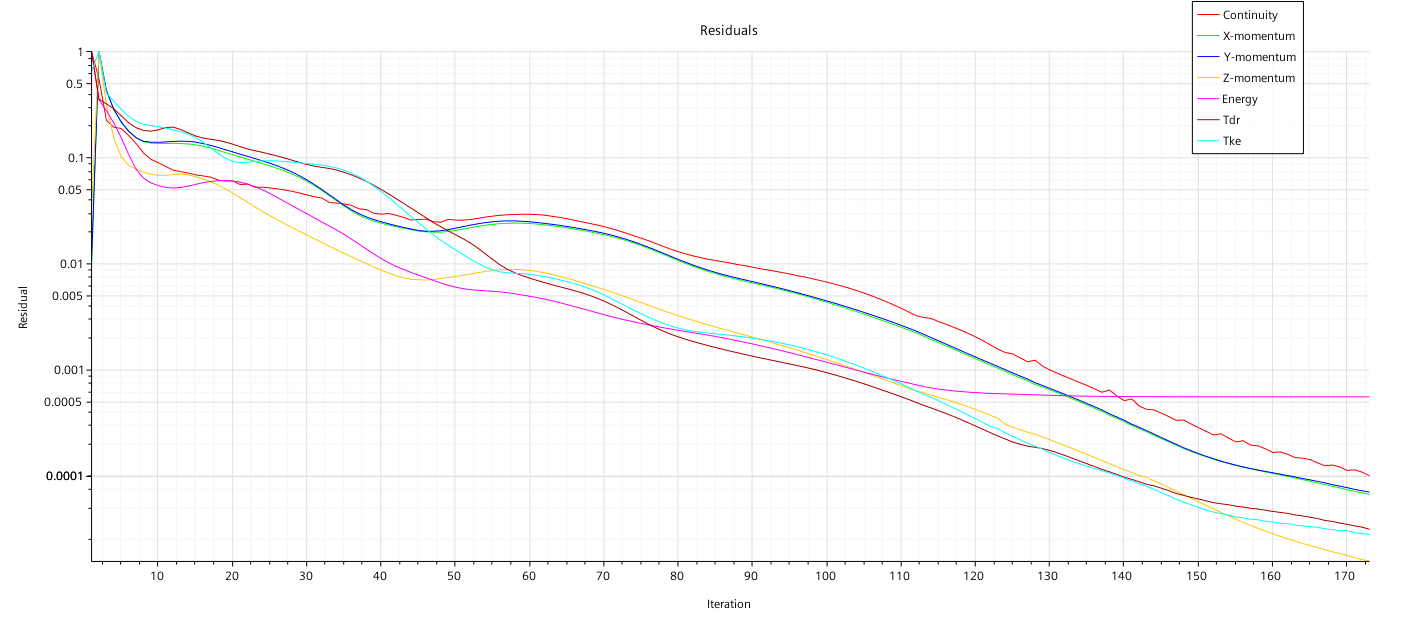 Residuals
Continuity
X-momentum
Y-momentum
Z-momentum
Energy
Tdr
Tke
1
0.5
0.1
0.05
0.01
0.005
0.001
0.0005
0.0001
Residual
10 20 30 40 50 60 70 80 90 100 110 120 130 140 150 160 170
Iteration